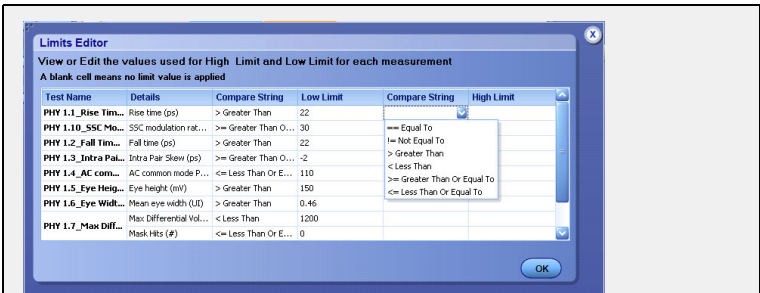 Limits Editor
x
View or Edit the values used for High Limit and Low Limit for each measurement
A blank cell means no limit value is applied
Test Name Details Compare String Low Limit Compare String High Limit
PHY 1.1_Rise Tim... Rise time (ps) > Greater Than 22
PHY 1.10_SSC Mo... SSC modulation rat... >= Greater Than O... 30
PHY 1.2_Fall Tim... Fall time (ps) > Greater Than 22
PHY 1.3_Intra Pai... Intra Pair Skew (ps) >= Greater Than O... -2
PHY 1.4_AC com... AC common mode P... <= Less Than Or E... 110
PHY 1.5_Eye Heig... Eye height (mV) > Greater Than 150
PHY 1.6_Eye Widt... Mean eye width (UI) > Greater Than 0.46
PHY 1.7_Max Diff... Max Differential Vol... < Less Than 1200
Mask Hits (#) <= Less Than Or E... 0
== Equal To
!= Not Equal To
> Greater Than
< Less Than
>= Greater Than Or Equal To
<= Less Than Or Equal To
OK